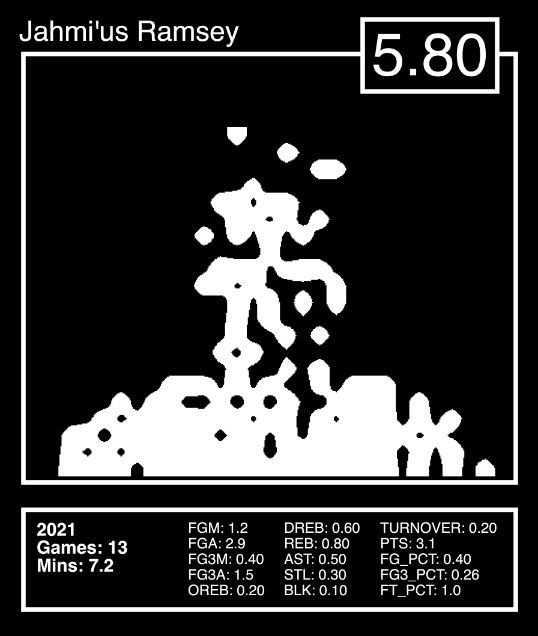 Jahmi'us Ramsey
5.80
2021
Games: 13
Mins: 7.2
FGM: 1.2
FGA: 2.9
FG3M: 0.40
FG3A: 1.5
OREB: 0.20
DREB: 0.60
REB: 0.80
AST: 0.50
STL: 0.30
BLK: 0.10
TURNOVER: 0.20
PTS: 3.1
FG_PCT: 0.40
FG3_PCT: 0.26
FT_PCT: 1.0